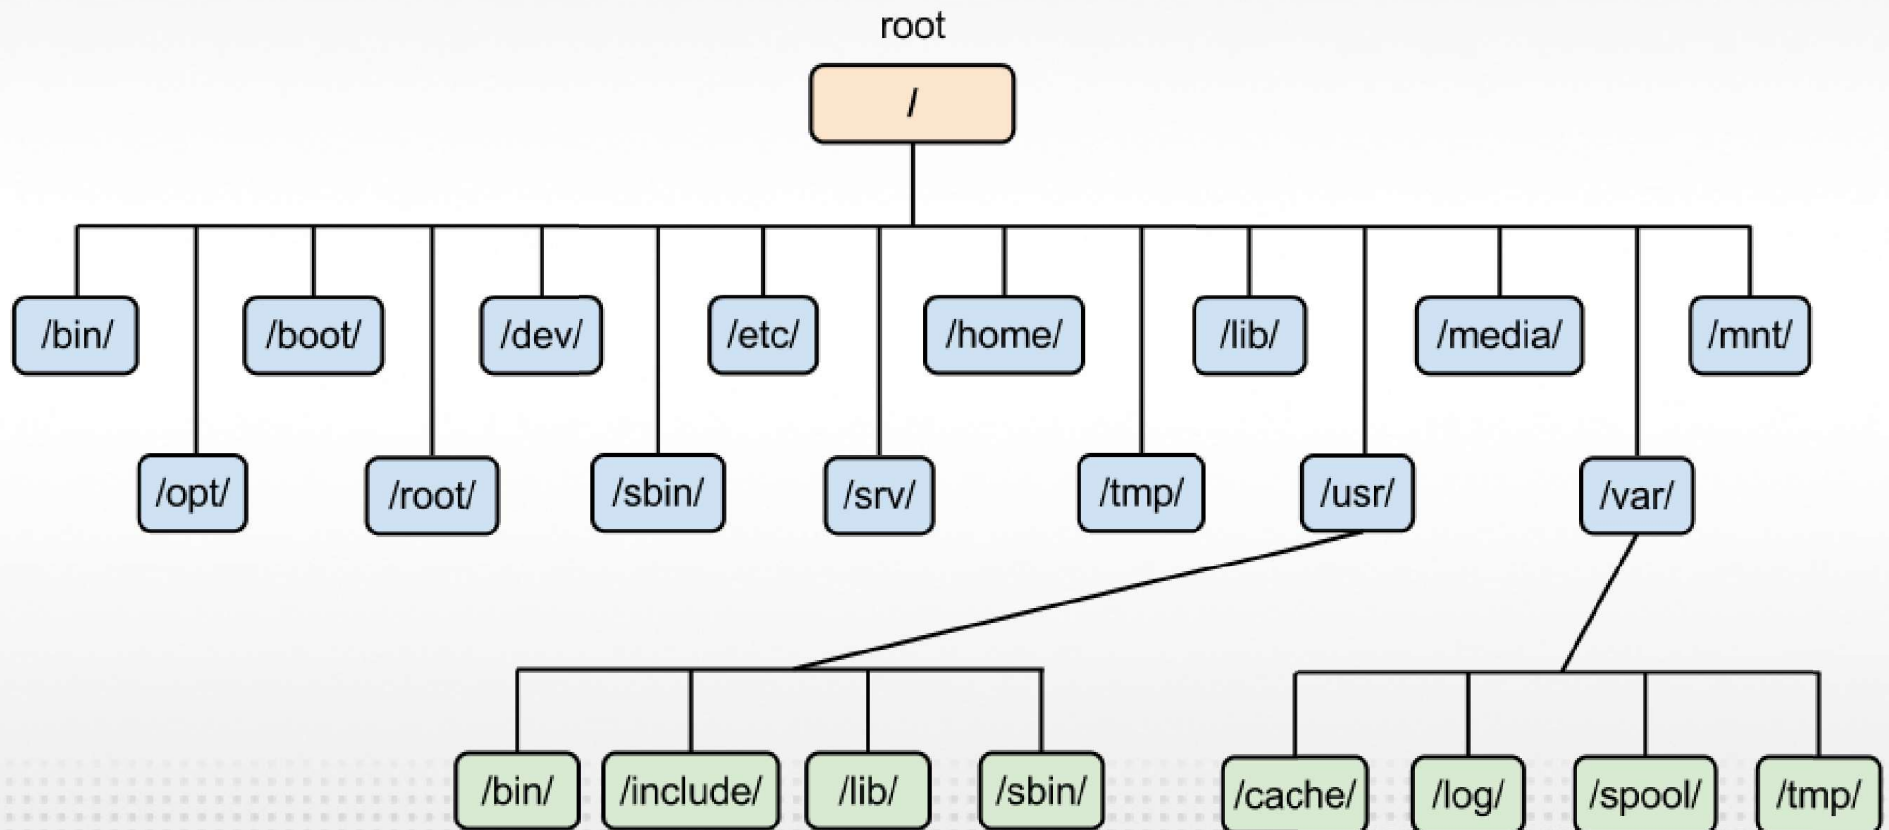 root
/
/bin/ /boot/ /dev/ /etc/ /home/ /lib/ /media/ /mnt/
/opt/ /root/ /sbin/ /srv/ /tmp/ /usr/ /var/
/bin/ /include/ /lib/ /sbin/ /cache/ /log/ /spool/ /tmp/